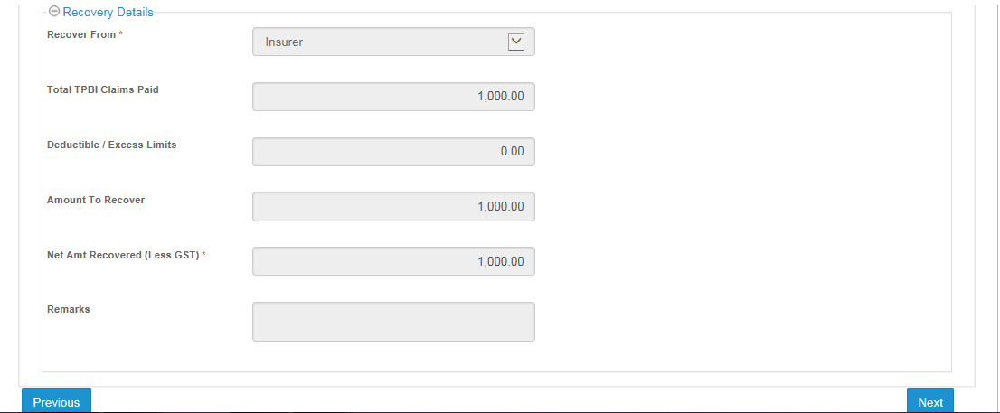 Recovery Details
Recover From * Insurer
Total TPBI Claims Paid 1,000.00
Deductible / Excess Limits 0.00
Amount To Recover 1,000.00
Net Amt Recovered (Less GST) * 1,000.00
Remarks
Previous Next